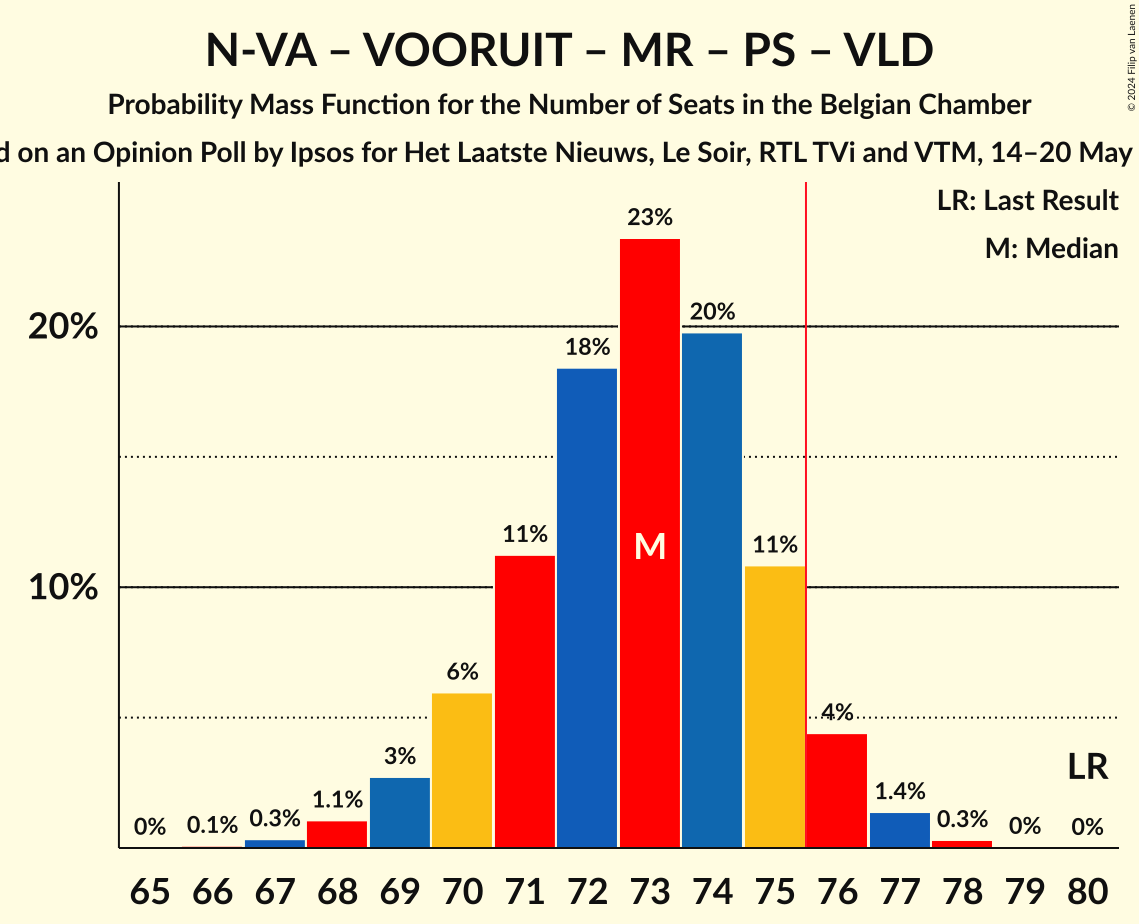 N-VA – VOORUIT – MR – PS – VLD
Probability Mass Function for the Number of Seats in the Belgian Chamber
on an Opinion Poll by Ipsos for Het Laatste Nieuws, Le Soir, RTL TVi and VTM, 14–20 May
© 2024 Filip van Laenen
LR: Last Result
M: Median
23%
20%
20%
18%
11%
M
11%
10%
6%
4%
3%
LR
1.1%
1.4%
0%
0.1%
0.3%
0.3%
0%
0%
65 66 67 68 69 70 71 72 73 74 75 76 77 78 79 80